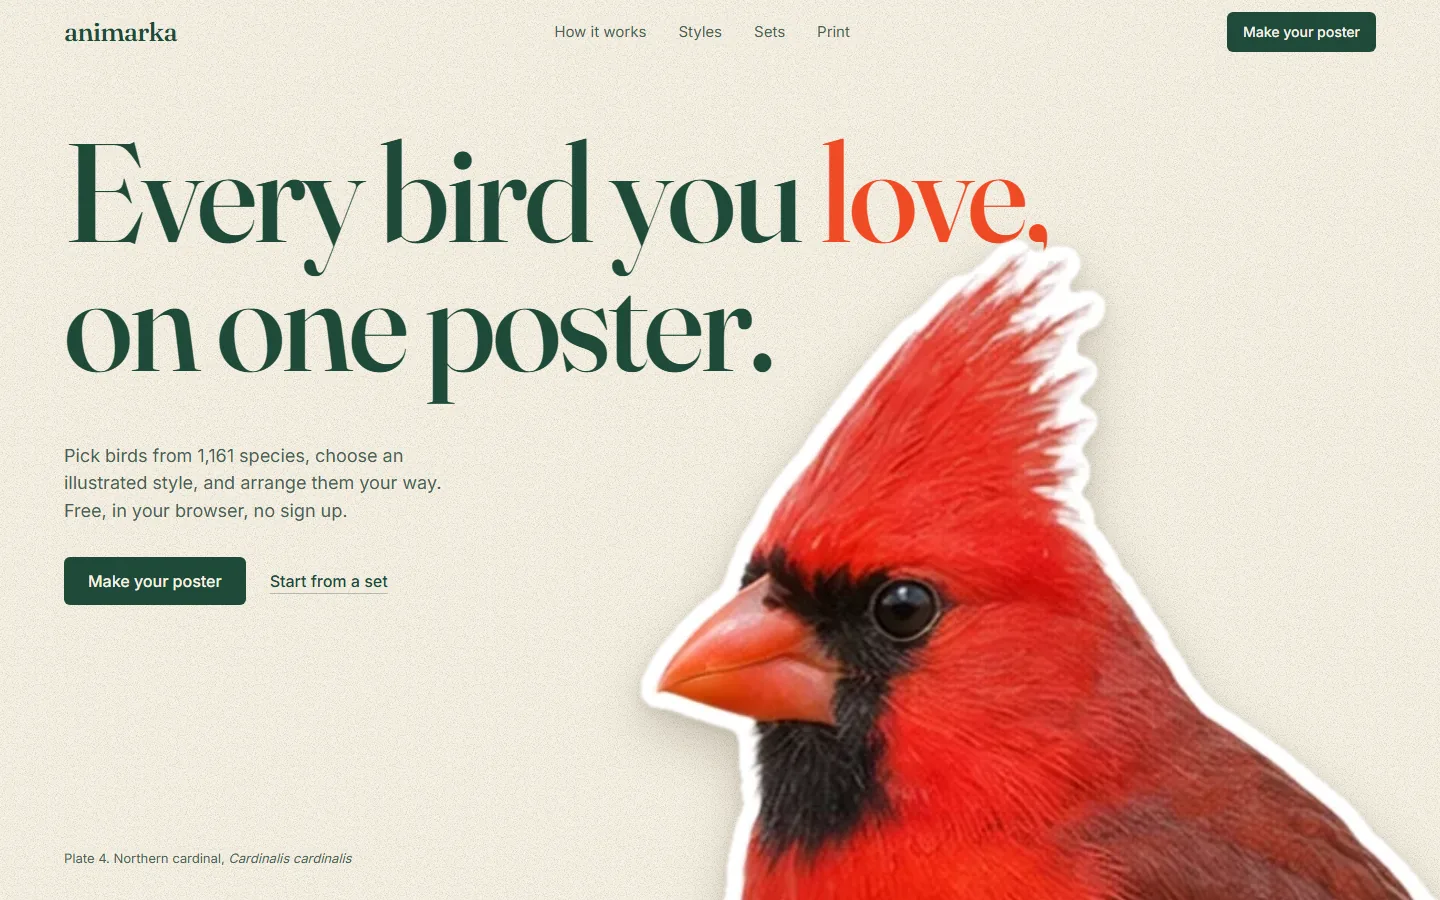 animarka
How it works
Styles
Sets
Print
Make your poster
Every bird you love,
on one poster.
Pick birds from 1,161 species, choose an
illustrated style, and arrange them your way.
Free, in your browser, no sign up.
Make your poster
Start from a set
Plate 4. Northern cardinal, Cardinalis cardinalis